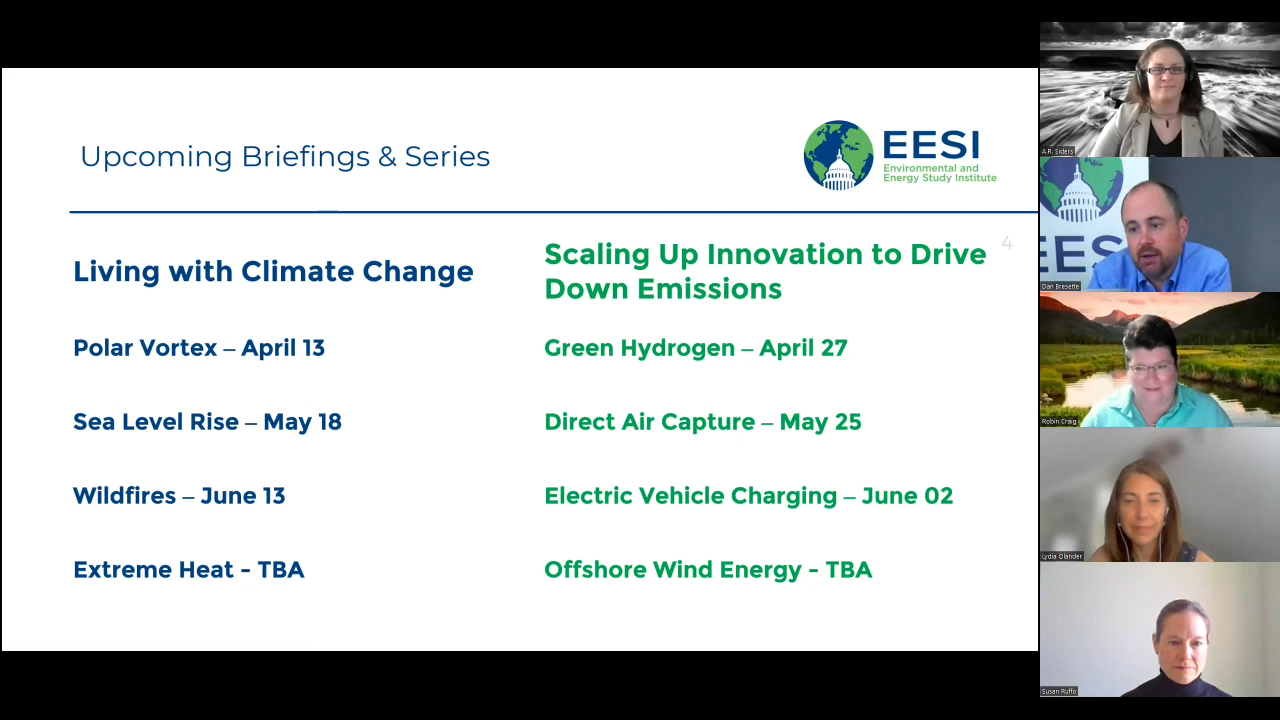 Upcoming Briefings & Series
EESI
Environmental and
Energy Study Institute
4
Living with Climate Change
Polar Vortex – April 13
Sea Level Rise – May 18
Wildfires – June 13
Extreme Heat - TBA
Scaling Up Innovation to Drive
Down Emissions
Green Hydrogen – April 27
Direct Air Capture – May 25
Electric Vehicle Charging – June 02
Offshore Wind Energy - TBA
A.R. Siders
EES
Dan Bresette
Robin Craig
Lydia Olander
Susan Ruffo